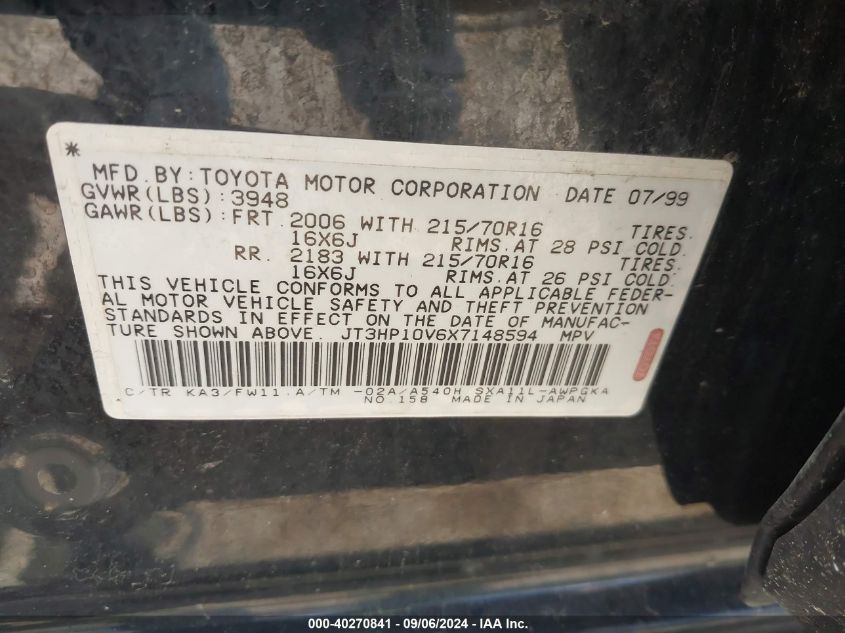 *
MFD.BY:TOYOTA MOTOR CORPORATION DATE 07/99
GVWR(LBS):3948
GAWR(LBS):FRT. 2006 WITH 215/70R16 TIRES.
16X6J RIMS.AT 28 PSI COLD.
RR. 2183 WITH 215/70R16 TIRES.
16X6J RIMS.AT 26 PSI COLD.
THIS VEHICLE CONFORMS TO ALL APPLICABLE FEDER-
AL MOTOR VEHICLE SAFETY AND THEFT PREVENTION
STANDARDS IN EFFECT ON THE DATE OF MANUFAC-
TURE SHOWN ABOVE. JT3HP10V6X7148594 MPV
C/TR KA3/FW11.A/TM -02A/A540H SXA11L-AWPGKA
NO.158 MADE IN JAPAN
TOYOTA
000-40270841 - 09/06/2024 - IAA Inc.